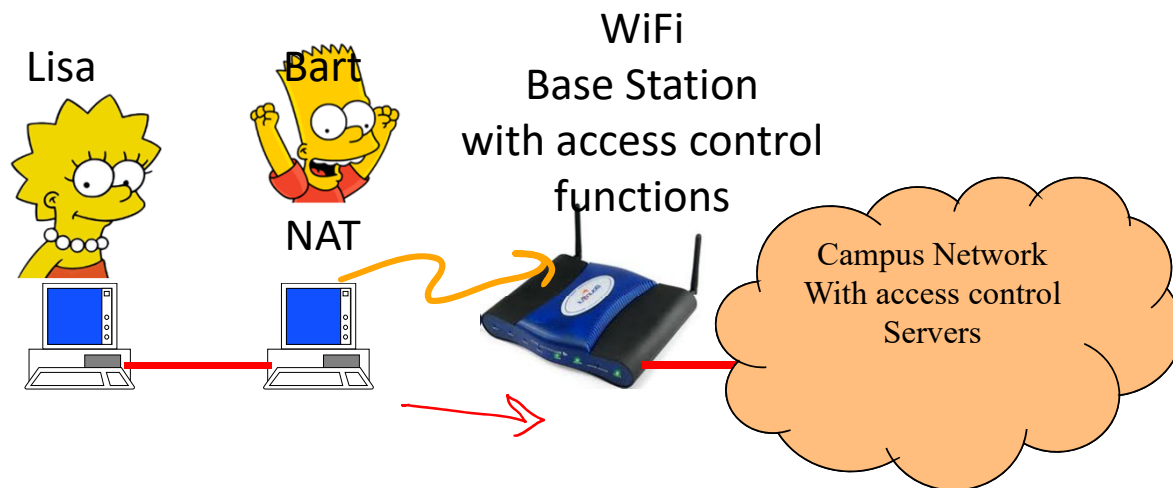 Lisa
Bart
NAT
WiFi
Base Station
with access control
functions
Campus Network
With access control
Servers